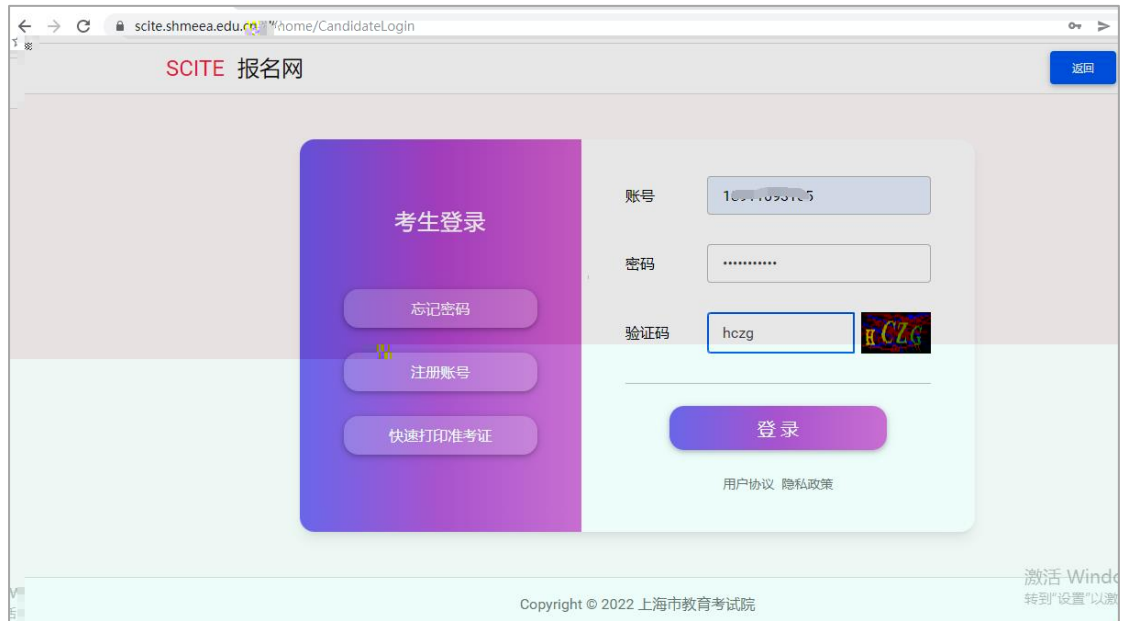 scite.shmeea.edu.cn/#/home/CandidateLogin
SCITE 报名网
返回
考生登录
忘记密码
注册账号
快速打印准考证
账号
密码
•••••••••••
验证码
hczg
HCZG
登录
用户协议 隐私政策
Copyright © 2022 上海市教育考试院
激活 Windo
转到"设置"以激